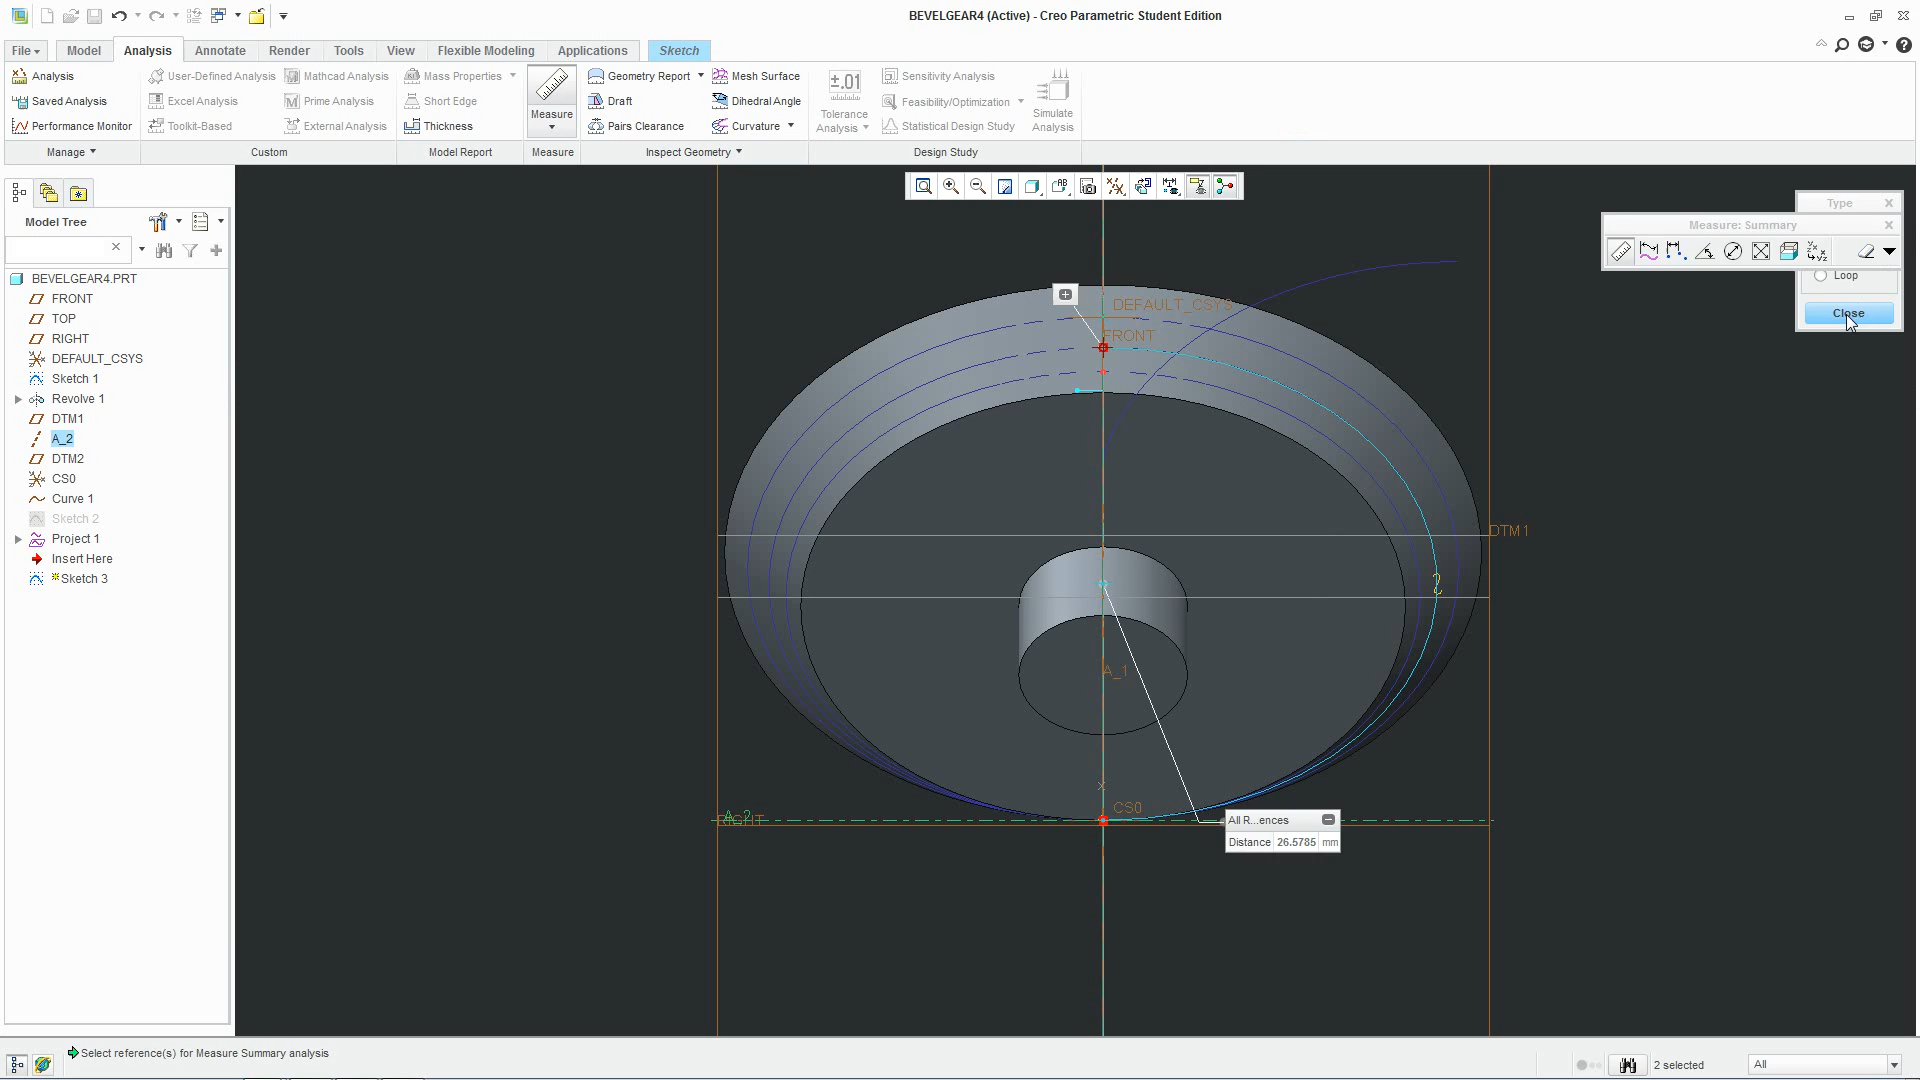 BEVELGEAR4 (Active) - Creo Parametric Student Edition
File Model Analysis Annotate Render Tools View Flexible Modeling Applications Sketch
Analysis User-Defined Analysis Mathcad Analysis Mass Properties Geometry Report Mesh Surface Sensitivity Analysis
Saved Analysis Excel Analysis Prime Analysis Short Edge Draft Dihedral Angle Feasibility/Optimization
Performance Monitor Toolkit-Based External Analysis Thickness Pairs Clearance Curvature Statistical Design Study
Measure
±.01
Tolerance Analysis
Simulate Analysis
Manage Custom Model Report Measure Inspect Geometry Design Study
Model Tree
BEVELGEAR4.PRT
FRONT
TOP
RIGHT
DEFAULT_CSYS
Sketch 1
Revolve 1
DTM1
A_2
DTM2
CS0
Curve 1
Sketch 2
Project 1
Insert Here
Sketch 3
Type
Measure: Summary
Loop
Close
DEFAULT_CSYS
FRONT
DTM1
2
A_1
X
CS0
A_2
RIGHT
All R...ences
Distance 26.5785 mm
Select reference(s) for Measure Summary analysis
2 selected
All